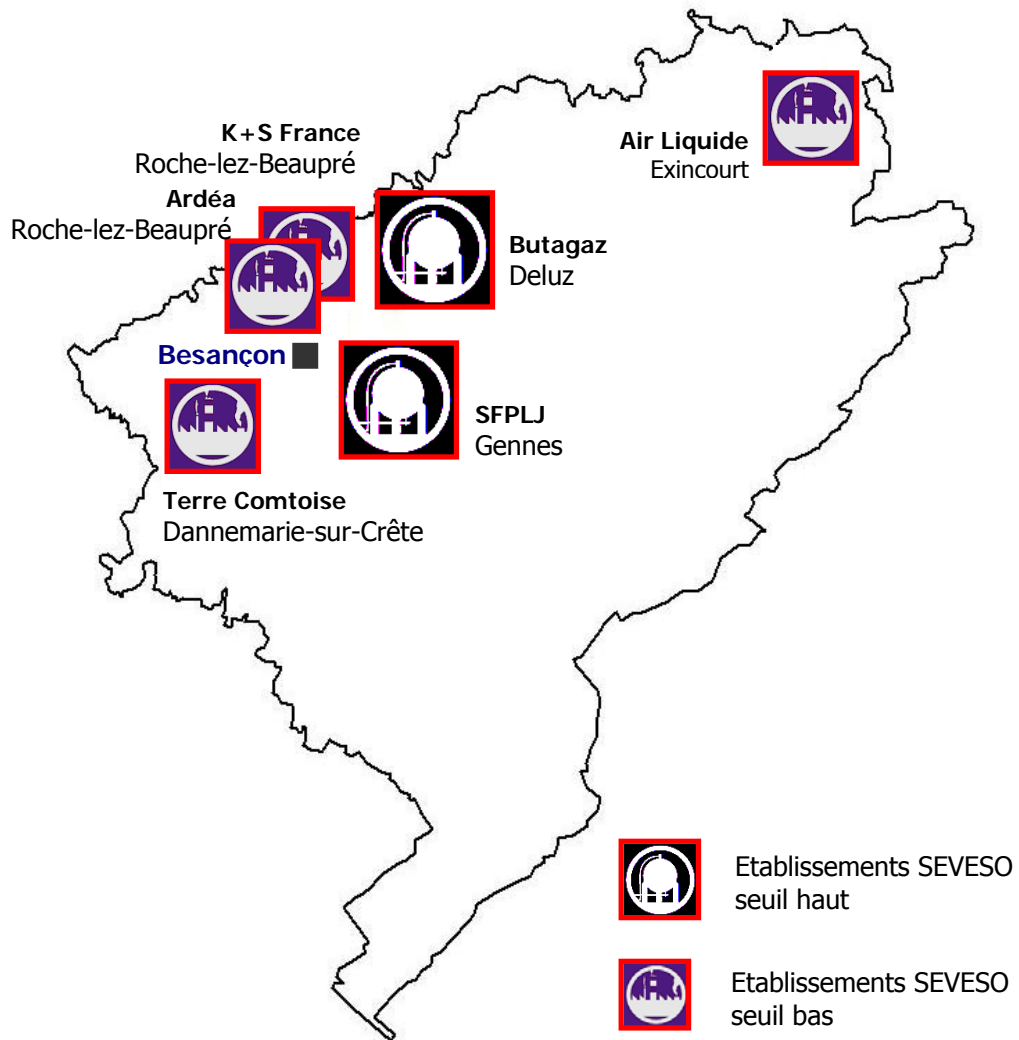 K+S France
Roche-lez-Beaupré
Ardéa
Roche-lez-Beaupré
Air Liquide
Exincourt
Butagaz
Deluz
Besançon
SFPLJ
Gennes
Terre Comtoise
Dannemarie-sur-Crête
Etablissements SEVESO
seuil haut
Etablissements SEVESO
seuil bas